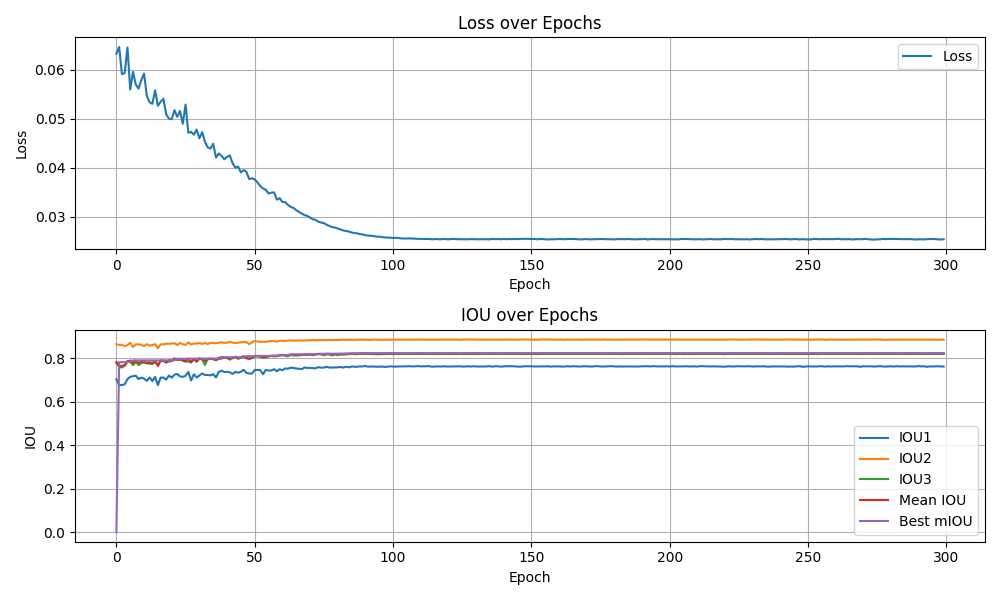 Loss over Epochs
Loss
0.06
0.05
0.04
0.03
Loss
0 50 100 150 200 250 300
Epoch
IOU over Epochs
0.8
0.6
0.4
0.2
0.0
IOU
IOU1
IOU2
IOU3
Mean IOU
Best mIOU
0 50 100 150 200 250 300
Epoch